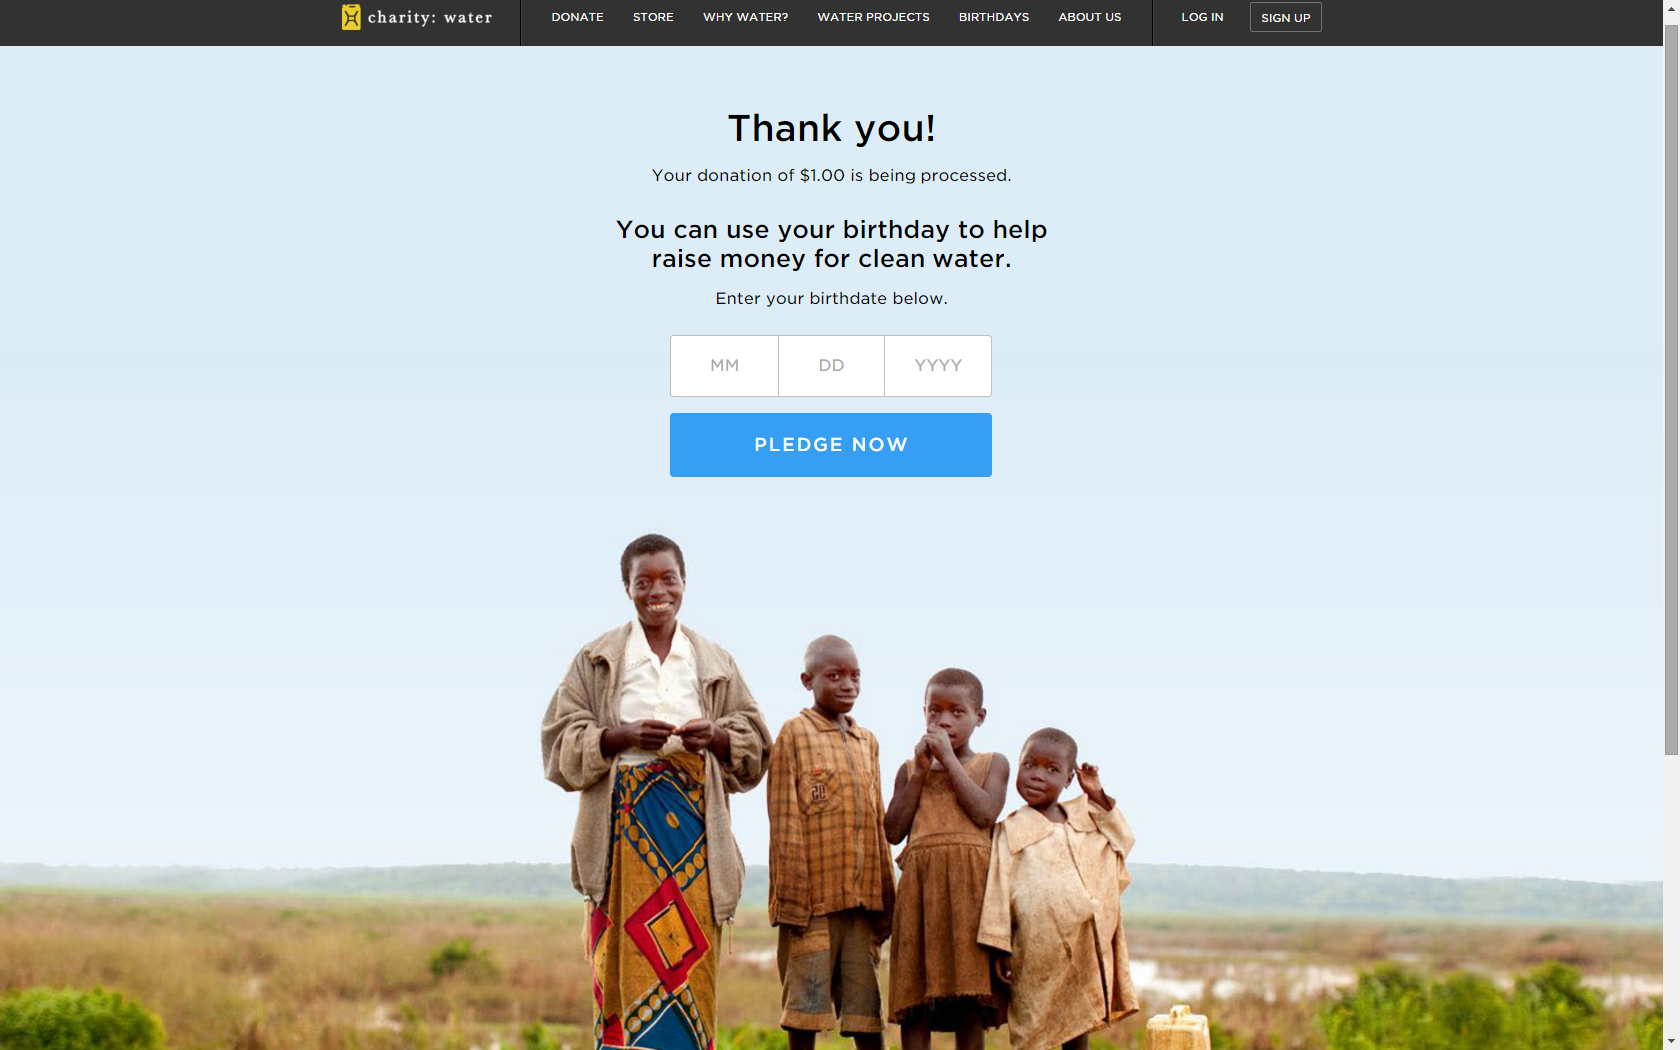 charity: water
DONATE
STORE
WHY WATER?
WATER PROJECTS
BIRTHDAYS
ABOUT US
LOG IN
SIGN UP
Thank you!
Your donation of $1.00 is being processed.
You can use your birthday to help
raise money for clean water.
Enter your birthdate below.
MM
DD
YYYY
PLEDGE NOW